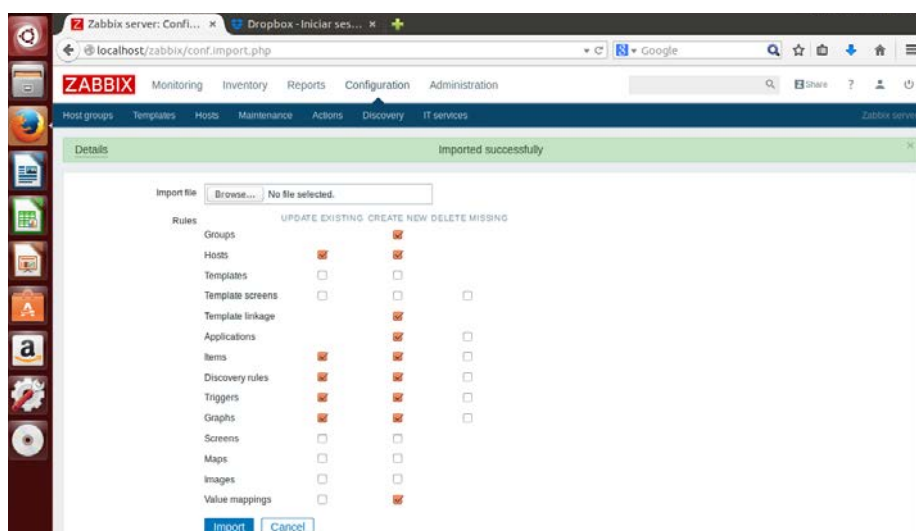 Zabbix server: Confi... ×
Dropbox - Iniciar ses... ×
localhost/zabbix/conf.import.php
Google
ZABBIX Monitoring Inventory Reports Configuration Administration
Share ?
Host groups Templates Hosts Maintenance Actions Discovery IT services Zabbix serve
Details Imported successfully
Import file Browse... No file selected.
Rules UPDATE EXISTING CREATE NEW DELETE MISSING
Groups
Hosts
Templates
Template screens
Template linkage
Applications
Items
Discovery rules
Triggers
Graphs
Screens
Maps
Images
Value mappings
Import Cancel